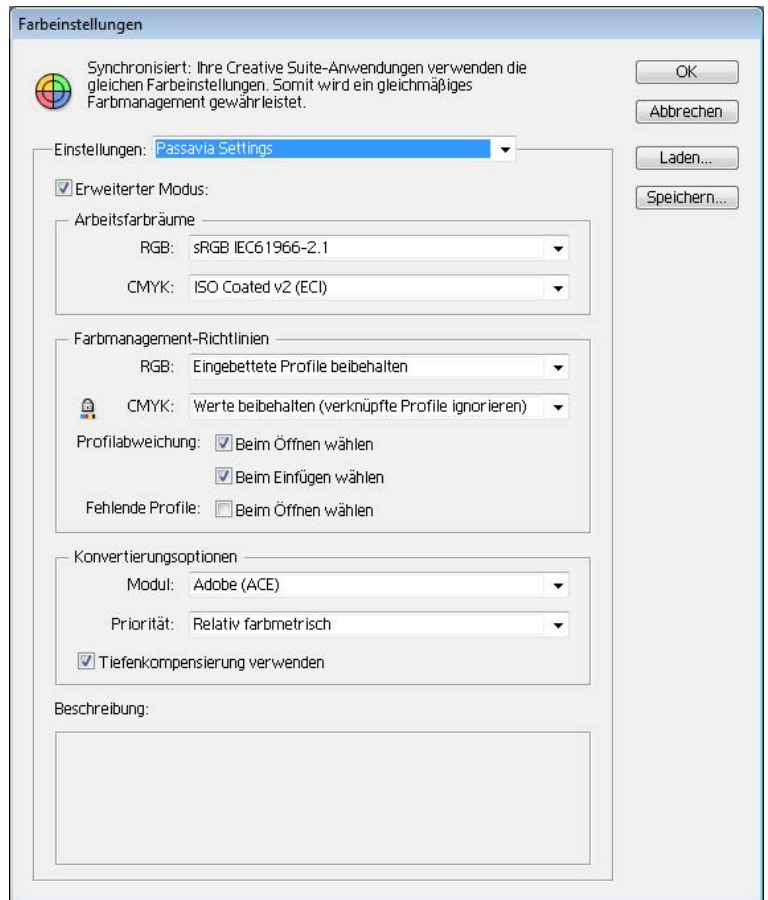 Farbeinstellungen
Synchronisiert: Ihre Creative Suite-Anwendungen verwenden die
gleichen Farbeinstellungen. Somit wird ein gleichmäßiges
Farbmanagement gewährleistet.
OK
Abbrechen
Laden...
Speichern...
Einstellungen: Passavia Settings
Erweiterter Modus:
Arbeitsfarbräume
RGB: sRGB IEC61966-2.1
CMYK: ISO Coated v2 (ECI)
Farbmanagement-Richtlinien
RGB: Eingebettete Profile beibehalten
CMYK: Werte beibehalten (verknüpfte Profile ignorieren)
Profilabweichung: Beim Öffnen wählen
Beim Einfügen wählen
Fehlende Profile: Beim Öffnen wählen
Konvertierungsoptionen
Modul: Adobe (ACE)
Priorität: Relativ farbmetrisch
Tiefenkompensierung verwenden
Beschreibung: